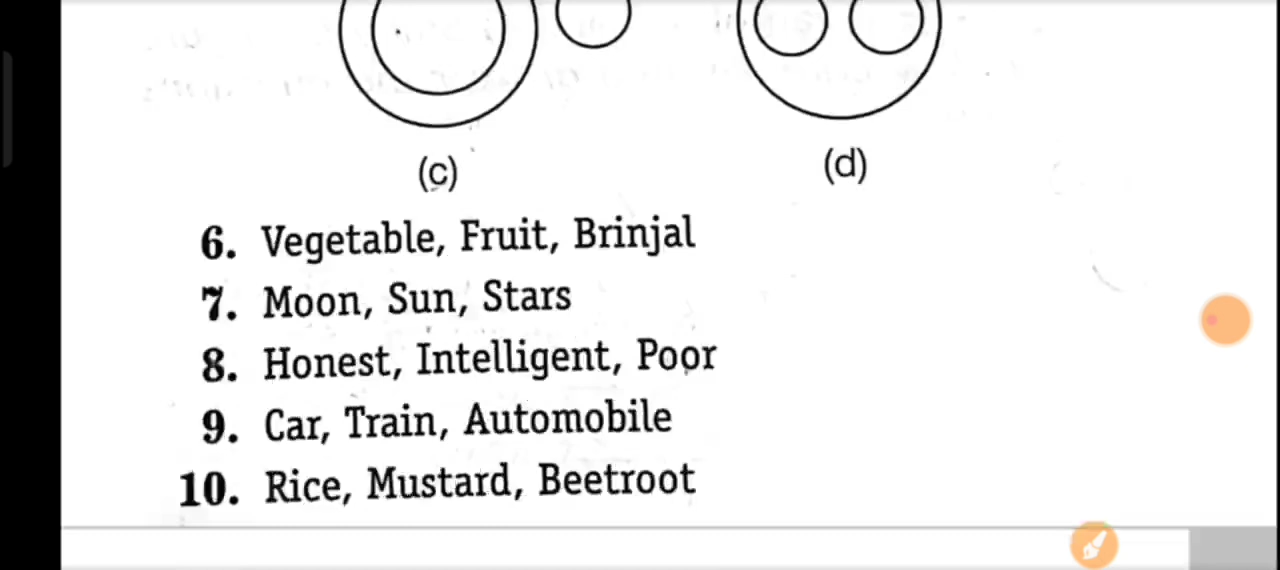 (c) (d)
6. Vegetable, Fruit, Brinjal
7. Moon, Sun, Stars
8. Honest, Intelligent, Poor
9. Car, Train, Automobile
10. Rice, Mustard, Beetroot